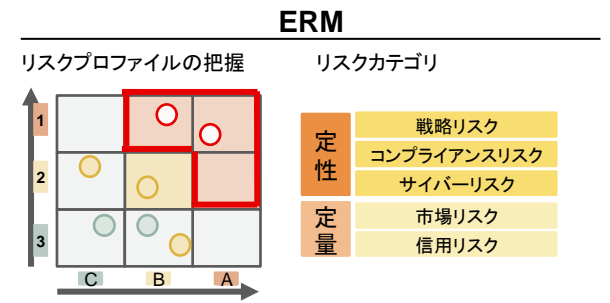 ERM
リスクプロファイルの把握
リスクカテゴリ
1
2
3
C
B
A
定性
戦略リスク
コンプライアンスリスク
サイバーリスク
定量
市場リスク
信用リスク